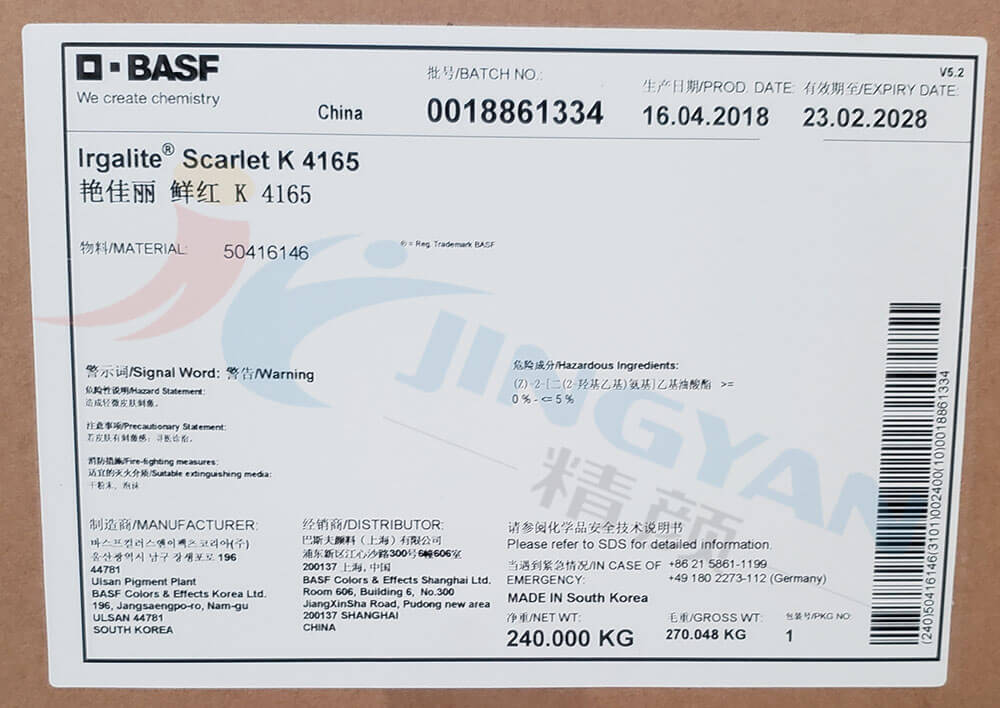 BASF
We create chemistry
China
批号/BATCH NO.:
0018861334
生产日期/PROD. DATE:
16.04.2018
V5.2
有效期至/EXPIRY DATE:
23.02.2028
Irgalite® Scarlet K 4165
艳佳丽 鲜红 K 4165
物料/MATERIAL: 50416146
® = Reg. Trademark BASF
警示词/Signal Word: 警告/Warning
危险性说明/Hazard Statement:
造成轻微皮肤刺激。
注意事项/Precautionary Statement:
若皮肤有刺激感：寻医诊治。
消防措施/Fire-fighting measures:
适宜的灭火介质/Suitable extinguishing media:
干粉末、泡沫
危险成分/Hazardous Ingredients:
(Z)-2-[二(2-羟基乙基)氨基]乙基油酸酯 >=
0 % - <= 5 %
JINGYAN
精颜
制造商/MANUFACTURER:
바스프컬러스앤이펙츠코리아(주)
울산광역시 남구 장생포로 196
44781
Ulsan Pigment Plant
BASF Colors & Effects Korea Ltd.
196, Jangsaengpo-ro, Nam-gu
ULSAN 44781
SOUTH KOREA
经销商/DISTRIBUTOR:
巴斯夫颜料（上海）有限公司
浦东新区江心沙路300号6幢606室
200137 上海, 中国
BASF Colors & Effects Shanghai Ltd.
Room 606, Building 6, No.300
JiangXinSha Road, Pudong new area
200137 SHANGHAI
CHINA
请参阅化学品安全技术说明书
Please refer to SDS for detailed information.
当遇到紧急情况/IN CASE OF +86 21 5861-1199
EMERGENCY: +49 180 2273-112 (Germany)
MADE IN South Korea
净重/NET WT:
240.000 KG
毛重/GROSS WT:
270.048 KG
包装号/PKG NO:
1
(240)50416146(3101)002400(10)0018861334